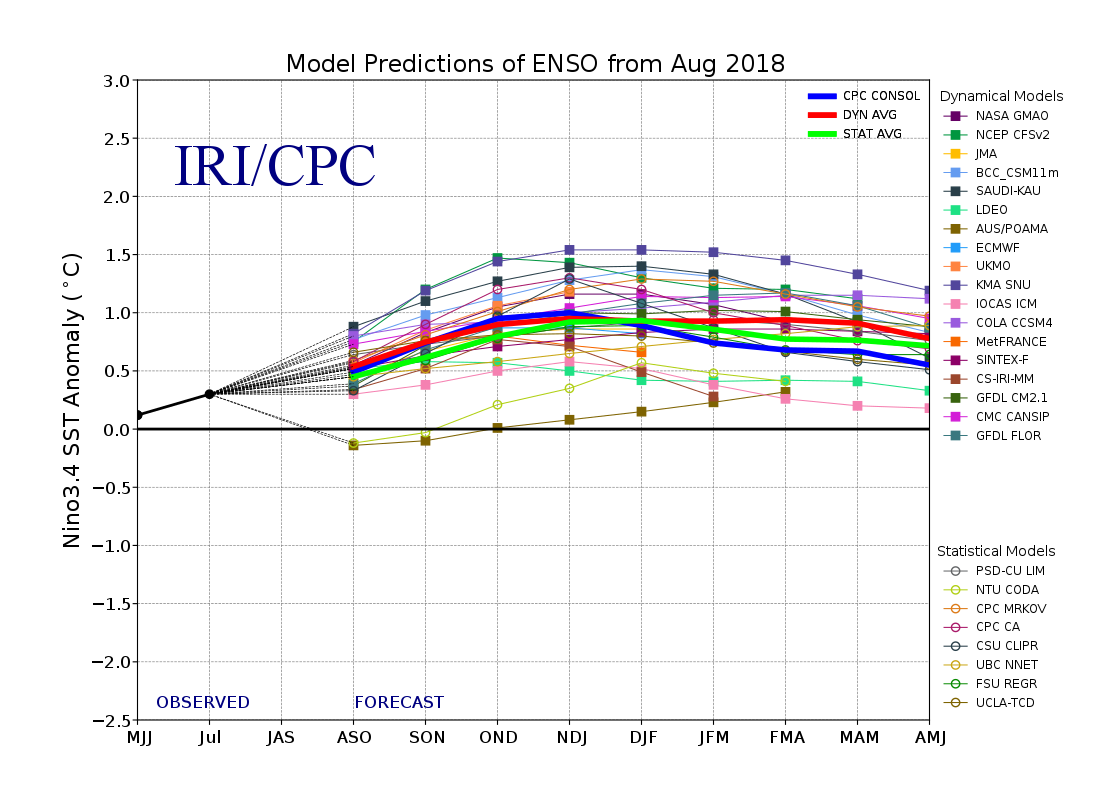 Model Predictions of ENSO from Aug 2018
IRI/CPC
CPC CONSOL
DYN AVG
STAT AVG
Nino3.4 SST Anomaly ( °C)
3.0
2.5
2.0
1.5
1.0
0.5
0.0
−0.5
−1.0
−1.5
−2.0
−2.5
OBSERVED
FORECAST
MJJ Jul JAS ASO SON OND NDJ DJF JFM FMA MAM AMJ
Dynamical Models
NASA GMAO
NCEP CFSv2
JMA
BCC_CSM11m
SAUDI-KAU
LDEO
AUS/POAMA
ECMWF
UKMO
KMA SNU
IOCAS ICM
COLA CCSM4
MetFRANCE
SINTEX-F
CS-IRI-MM
GFDL CM2.1
CMC CANSIP
GFDL FLOR
Statistical Models
PSD-CU LIM
NTU CODA
CPC MRKOV
CPC CA
CSU CLIPR
UBC NNET
FSU REGR
UCLA-TCD